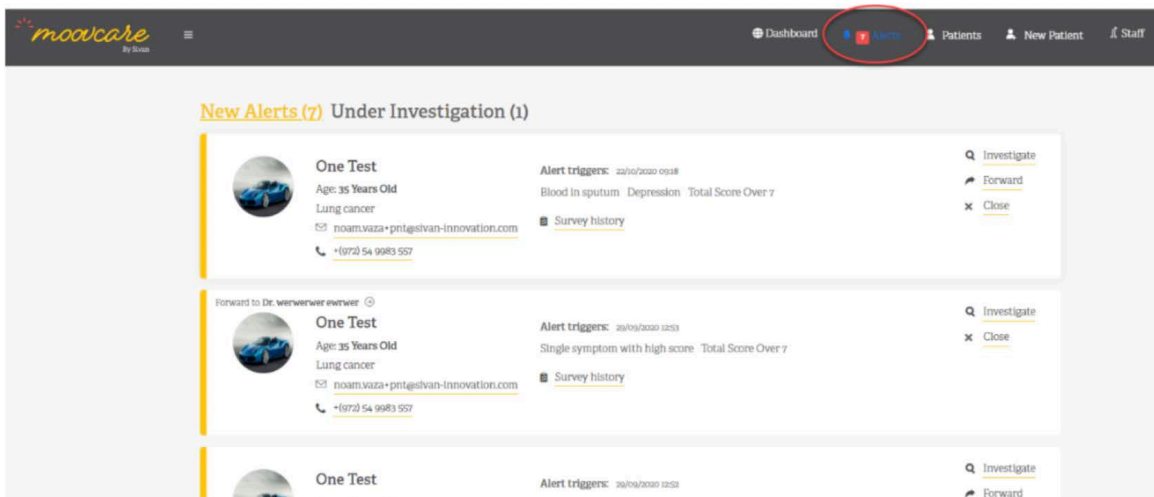 moovcare
By Sivan
Dashboard 7 Alerts Patients New Patient Staff
New Alerts (7) Under Investigation (1)
One Test
Age: 35 Years Old
Lung cancer
noam.vaza+pnt@sivan-innovation.com
+(972) 54 9983 557
Alert triggers: 22/10/2020 09:18
Blood in sputum Depression Total Score Over 7
Survey history
Investigate
Forward
Close
Forward to Dr. werwerwer ewrwer
One Test
Age: 35 Years Old
Lung cancer
noam.vaza+pnt@sivan-innovation.com
+(972) 54 9983 557
Alert triggers: 29/09/2020 12:53
Single symptom with high score Total Score Over 7
Survey history
Investigate
Close
One Test
Alert triggers: 29/09/2020 12:52
Investigate
Forward